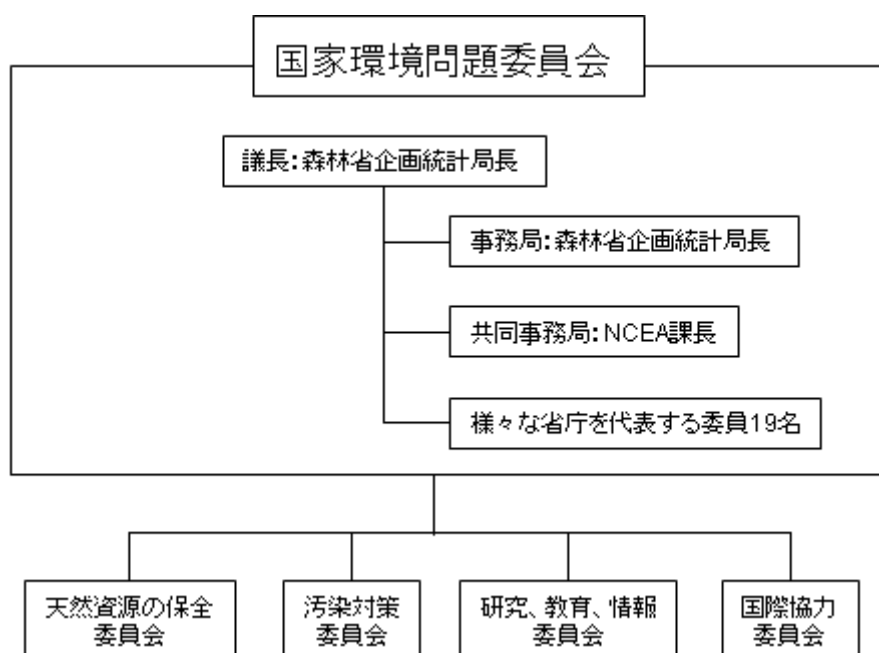 国家環境問題委員会
議長:森林省企画統計局長
事務局:森林省企画統計局長
共同事務局:NCEA課長
様々な省庁を代表する委員19名
天然資源の保全
委員会
汚染対策
委員会
研究、教育、情報
委員会
国際協力
委員会